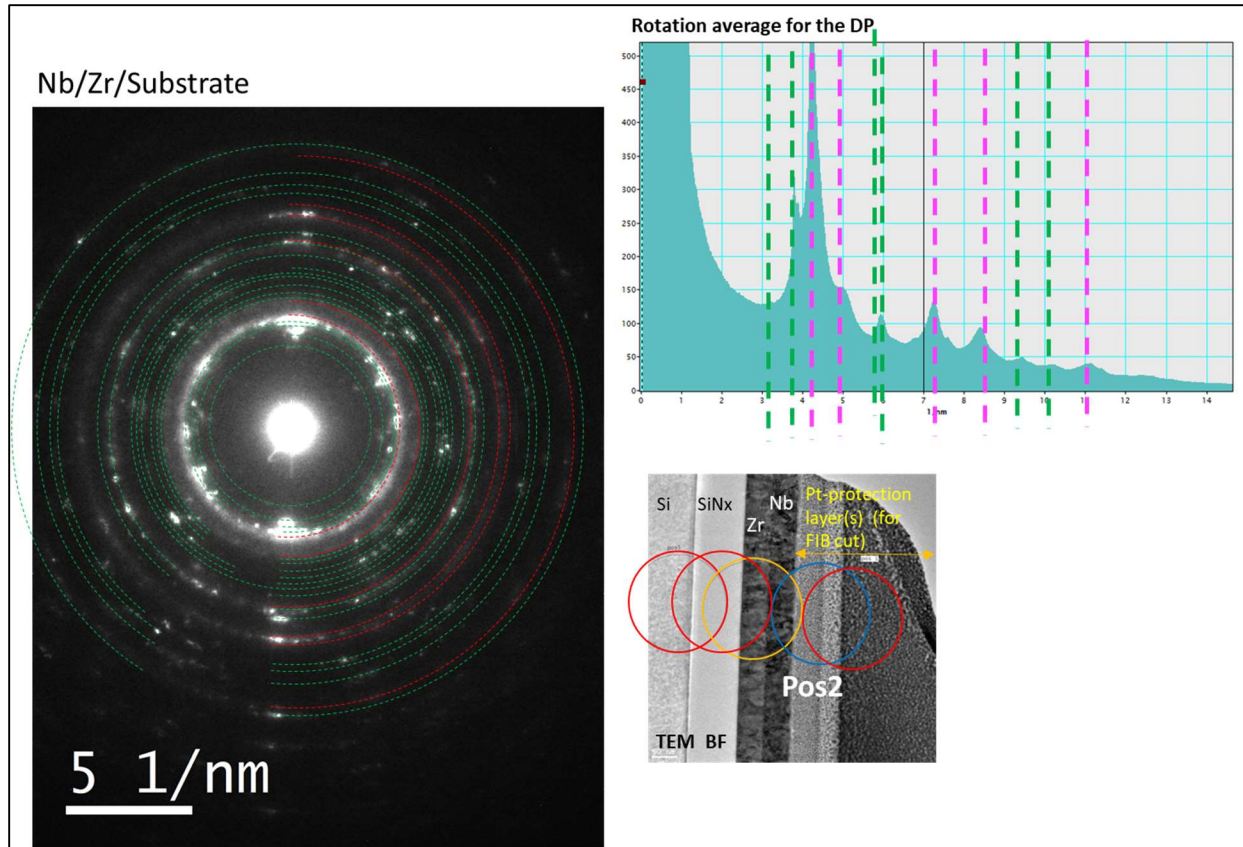 Rotation average for the DP
Nb/Zr/Substrate
500
450
400
350
300
250
200
150
100
50
0
0 1 2 3 4 5 6 7 8 9 10 11 12 13 14
5 1/nm
Si
SiNx
Zr
Nb
Pt-protection
layer(s) (for
FIB cut)
Pos2
TEM BF